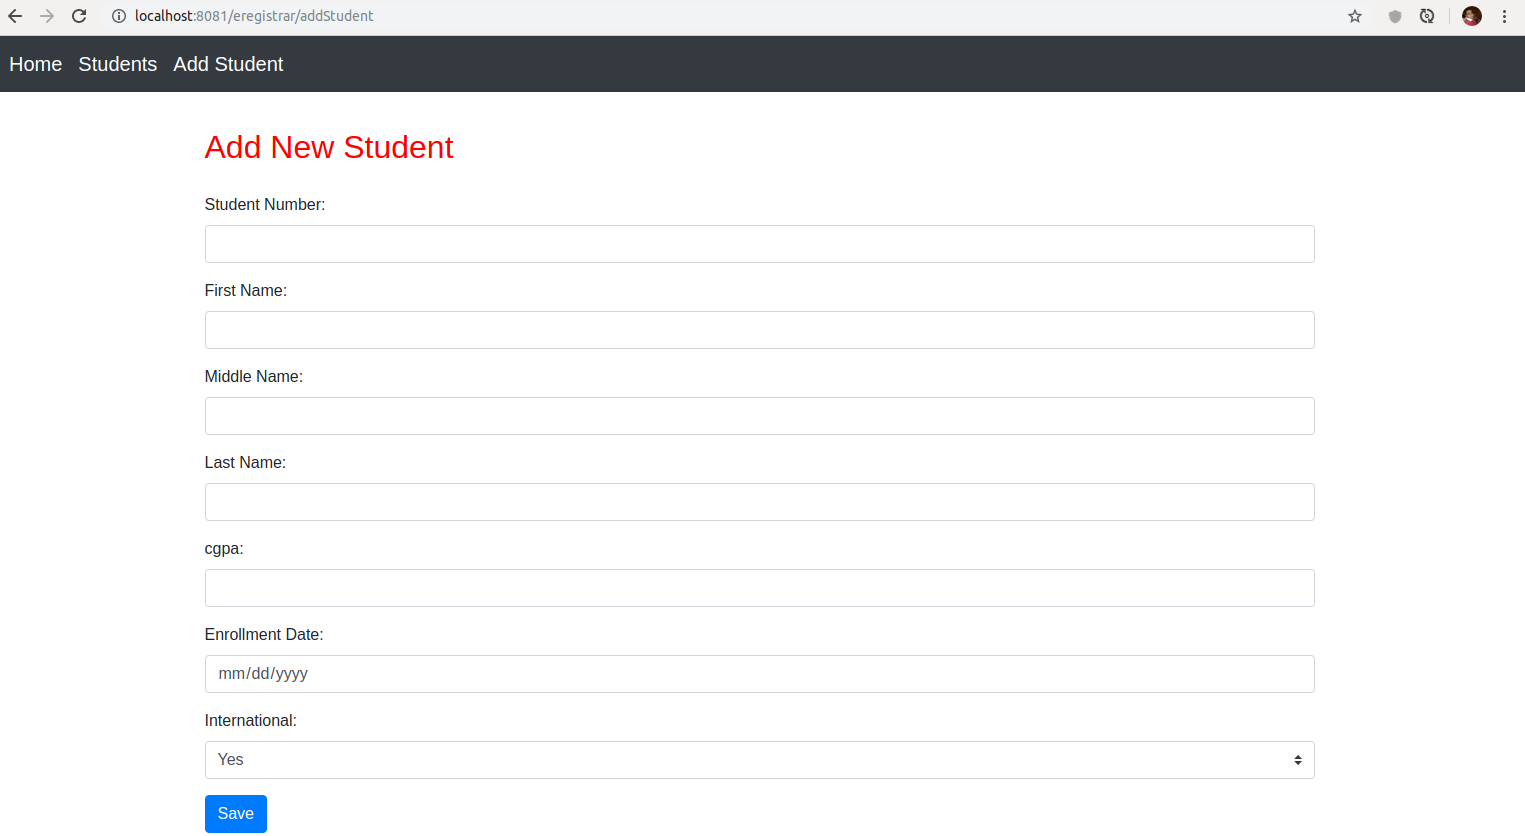 localhost:8081/eregistrar/addStudent
Home Students Add Student
Add New Student
Student Number:
First Name:
Middle Name:
Last Name:
cgpa:
Enrollment Date:
mm/dd/yyyy
International:
Yes
Save